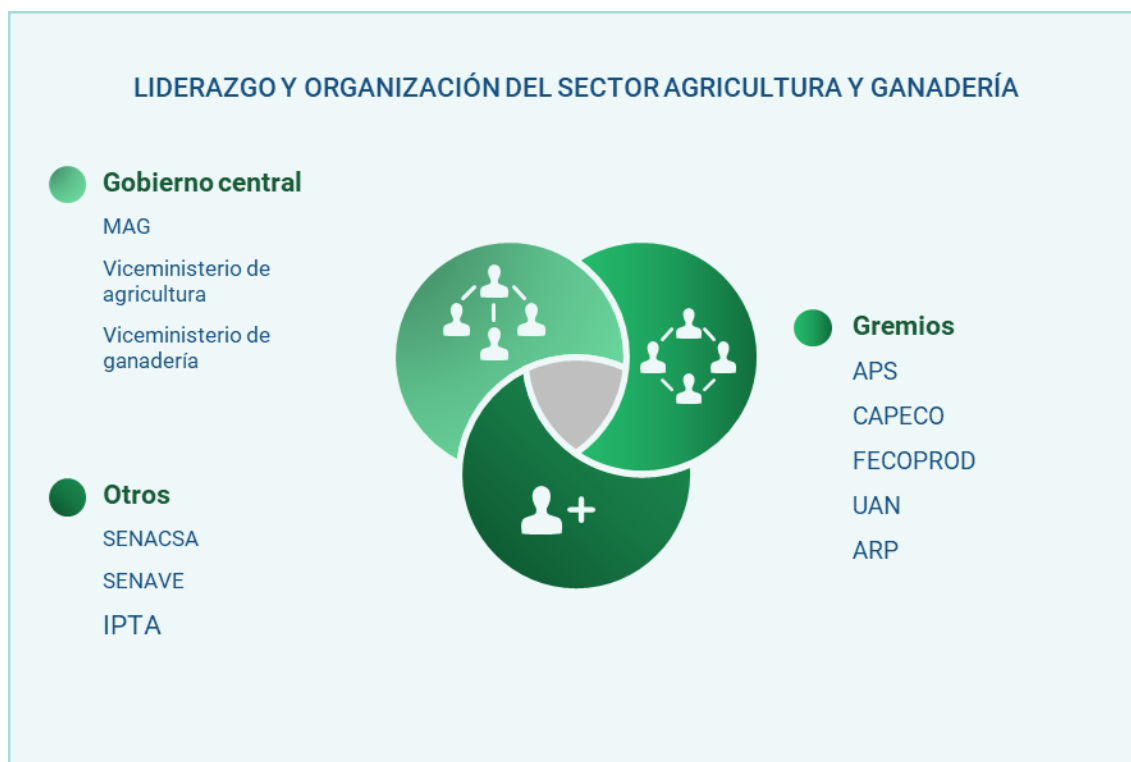 LIDERAZGO Y ORGANIZACIÓN DEL SECTOR AGRICULTURA Y GANADERÍA
Gobierno central
MAG
Viceministerio de
agricultura
Viceministerio de
ganadería
Otros
SENACSA
SENAVE
IPTA
Gremios
APS
CAPECO
FECOPROD
UAN
ARP